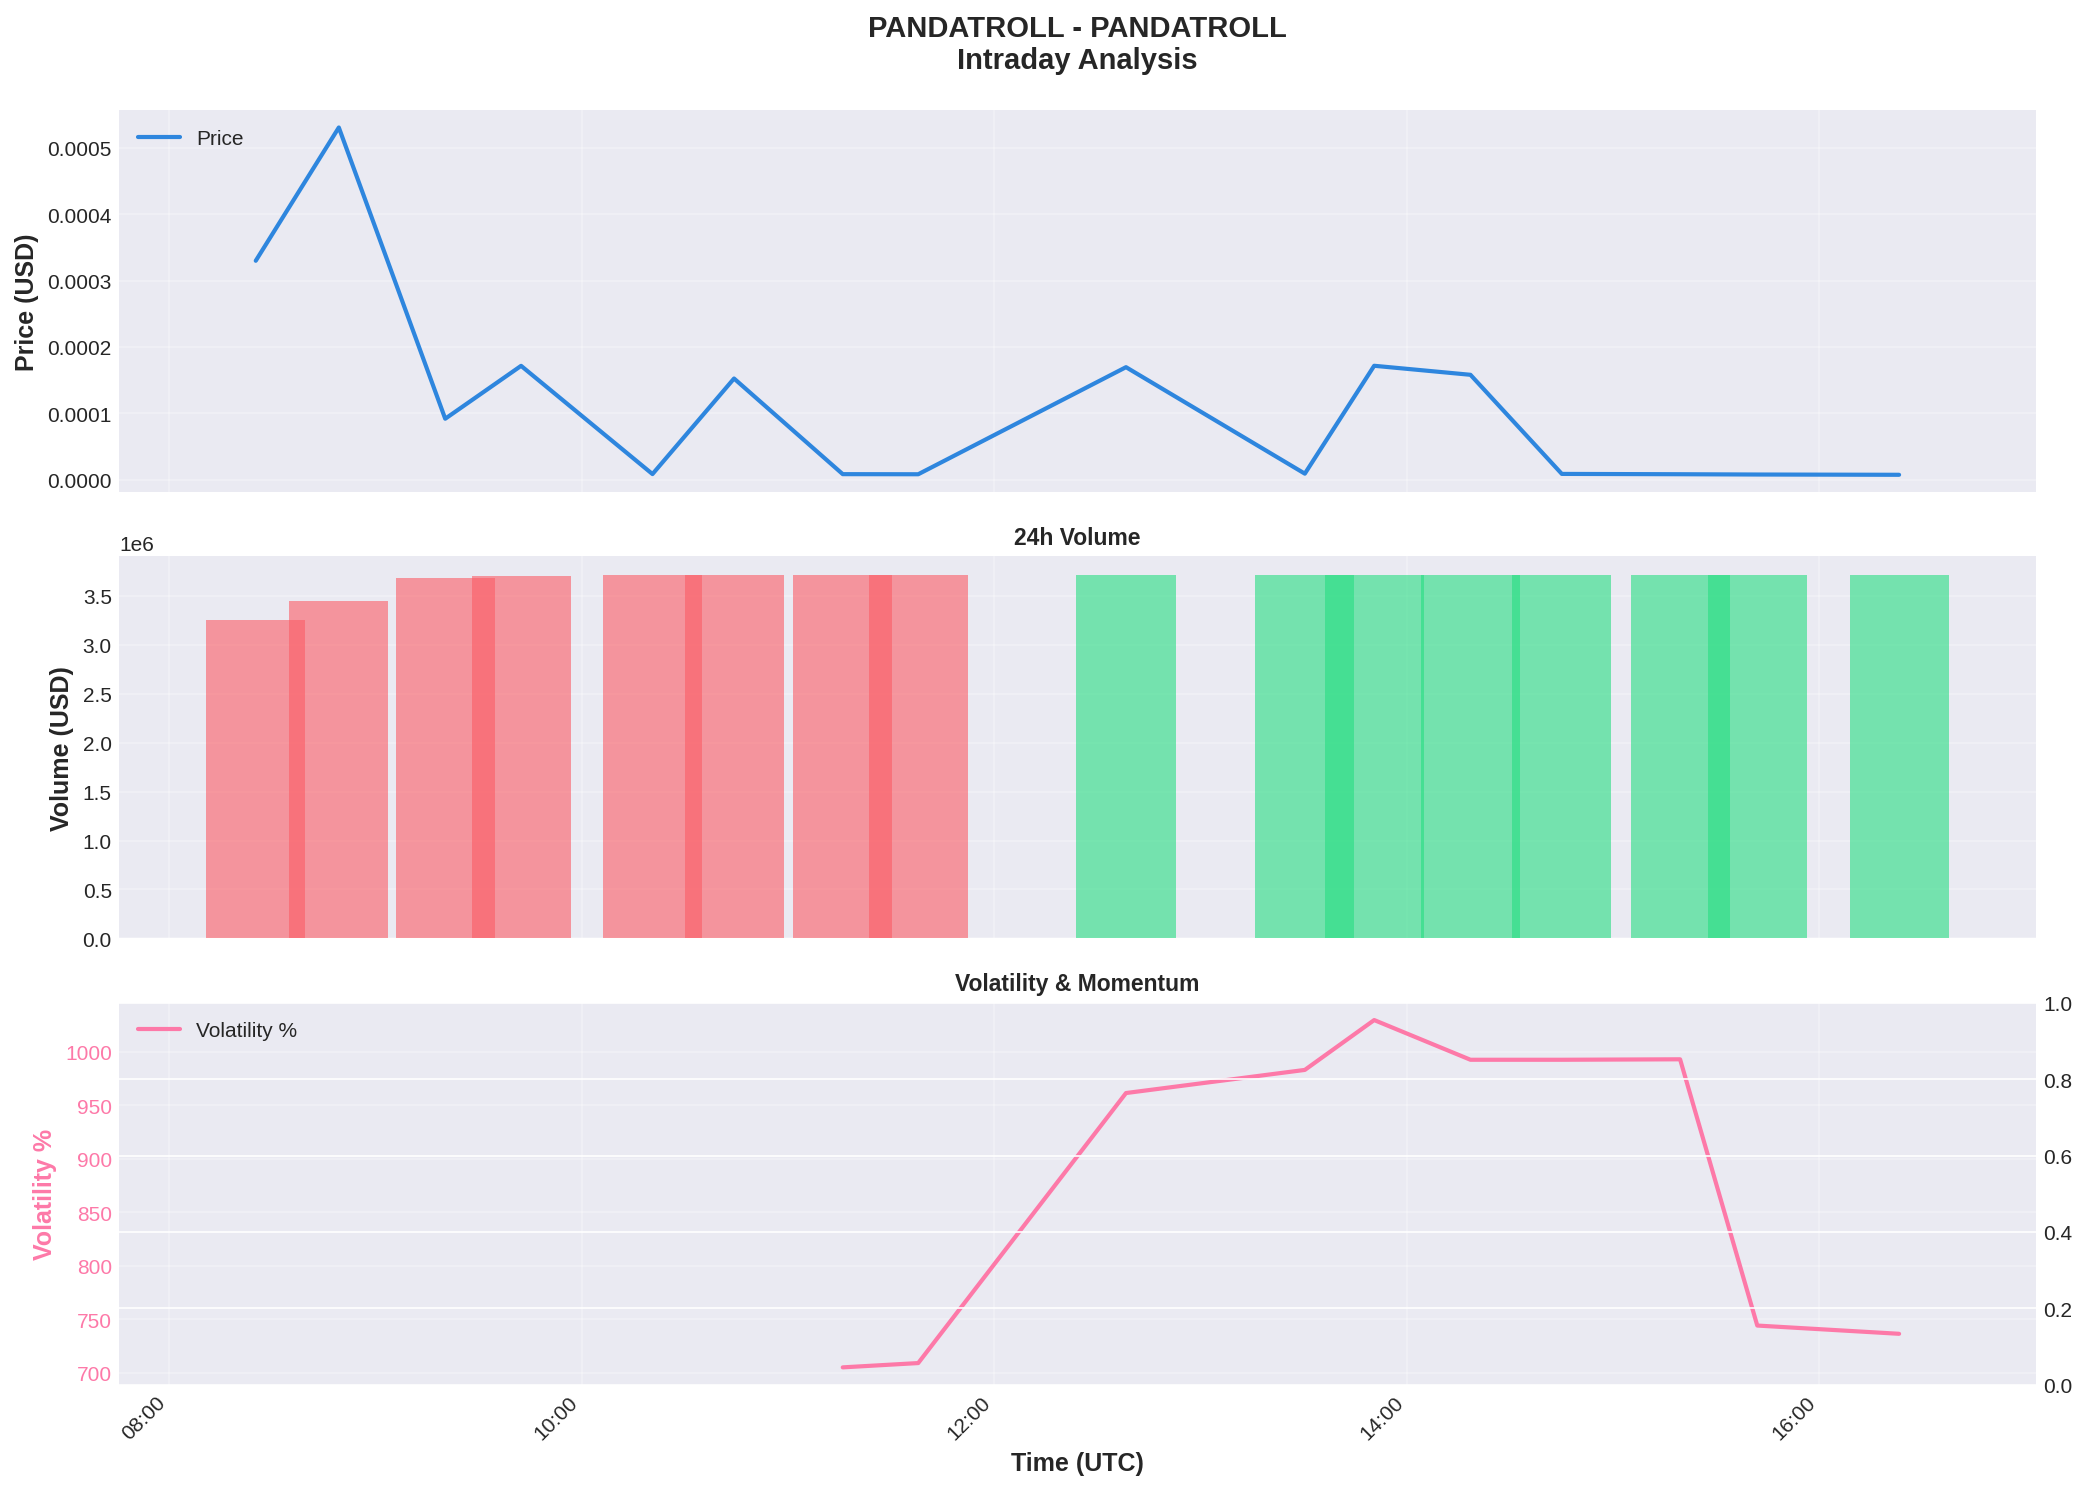 PANDATROLL - PANDATROLL
Intraday Analysis
Price
0.0005
0.0004
0.0003
0.0002
0.0001
0.0000
Price (USD)
24h Volume
1e6
3.5
3.0
2.5
2.0
1.5
1.0
0.5
0.0
Volume (USD)
Volatility & Momentum
Volatility %
1000
950
900
850
800
750
700
Volatility %
1.0
0.8
0.6
0.4
0.2
0.0
08:00
10:00
12:00
14:00
16:00
Time (UTC)